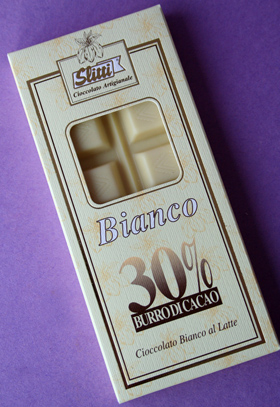 Slitti
Cioccolato Artigianale
Bianco
30%
BURRO DI CACAO
Cioccolato Bianco al Latte